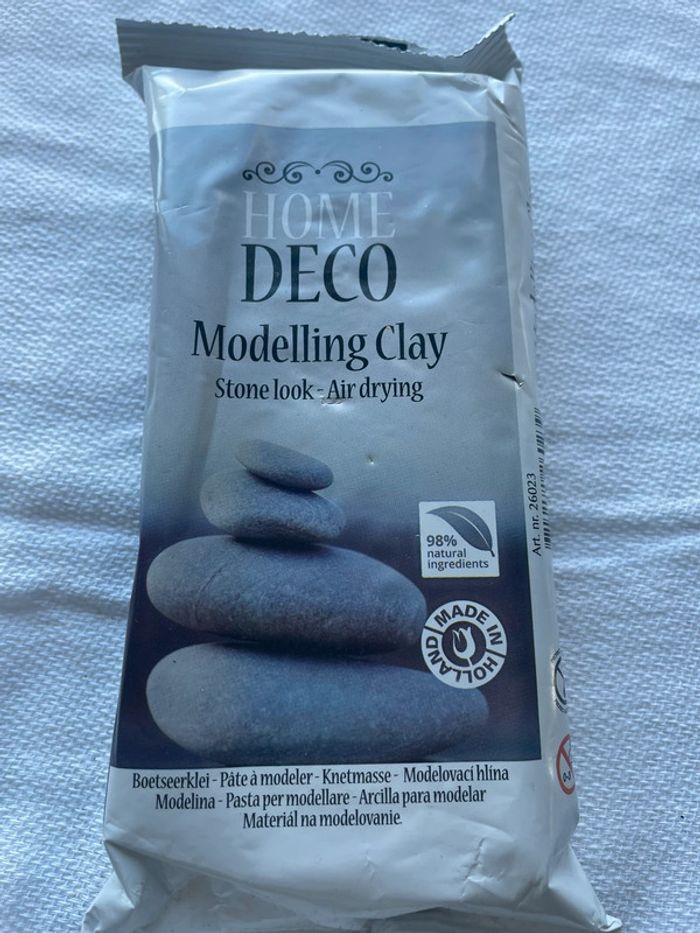 HOME
DECO
Modelling Clay
Stone look - Air drying
98%
natural
ingredients
MADE IN
HOLLAND
Art. nr. 26023
Boetseerklei - Pâte à modeler - Knetmasse - Modelovací hlína
Modelina - Pasta per modellare - Arcilla para modelar
Materiál na modelovanie